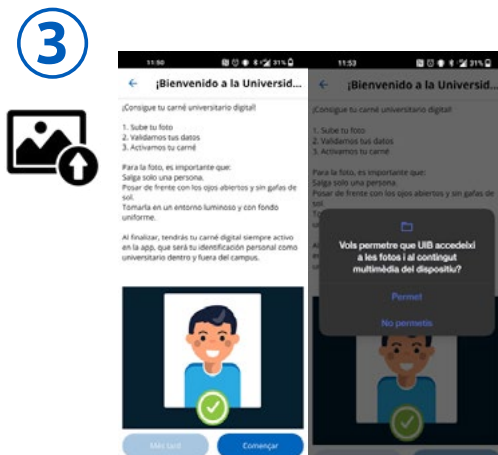 3
11:50
31%
¡Bienvenido a la Universid...
¡Consigue tu carné universitario digital!
1. Sube tu foto
2. Validamos tus datos
3. Activamos tu carné
Para la foto, es importante que:
Salga solo una persona.
Posar de frente con los ojos abiertos y sin gafas de
sol.
Tomarla en un entorno luminoso y con fondo
uniforme.
Al finalizar, tendrás tu carné digital siempre activo
en la app, que será tu identificación personal como
universitario dentro y fuera del campus.
Més tard
Començar
11:53
31%
¡Bienvenido a la Universid...
¡Consigue tu carné universitario digital!
1. Sube tu foto
2. Validamos tus datos
3. Activamos tu carné
Para la foto, es importante que:
Salga solo una persona.
Posar de frente con los ojos abiertos y sin gafas de
sol.
Vols permetre que UIB accedeixi
a les fotos i al contingut
multimèdia del dispositiu?
Permet
No permetis